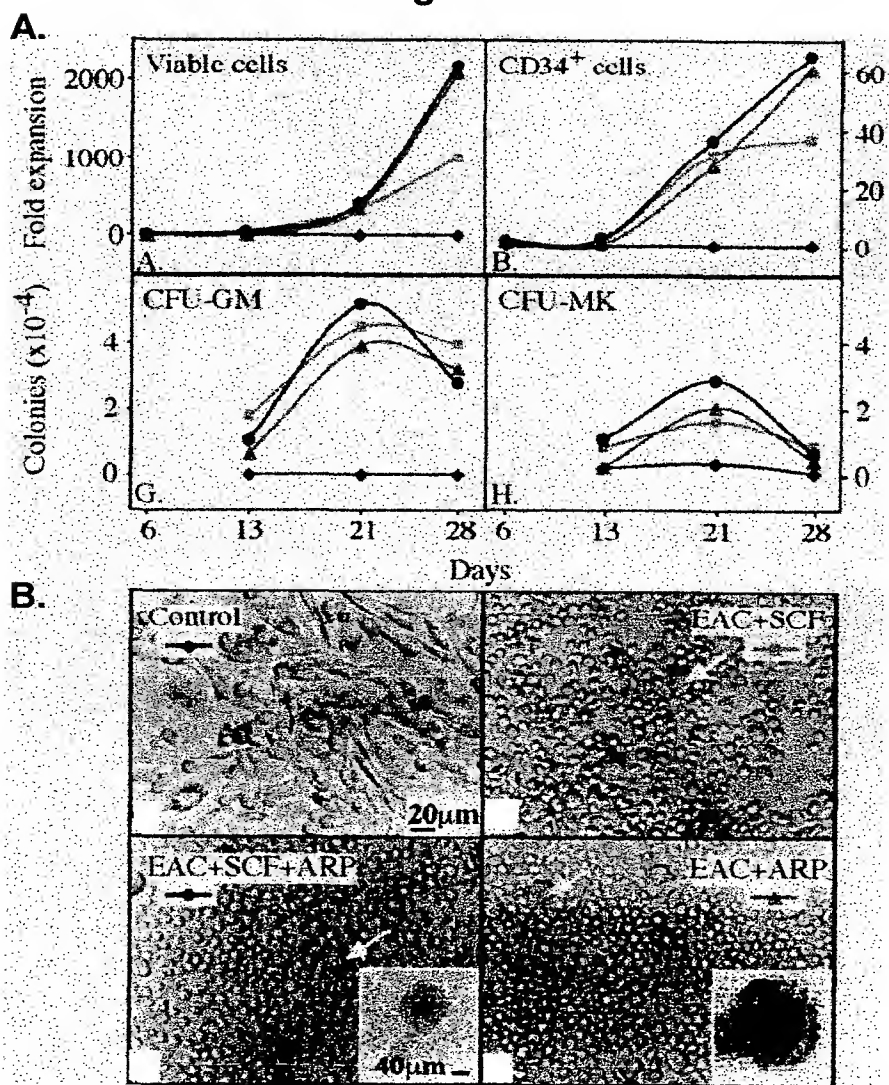 A.
Viable cells
CD34+ cells
Fold expansion
2000
1000
0
60
40
20
0
A.
B.
CFU-GM
CFU-MK
Colonies (x10-4)
4
2
0
4
2
0
G.
H.
6 13 21 28 6 13 21 28
Days
B.
Control
EAC+SCF
20µm
EAC+SCF+ARP
EAC+ARP
40µm